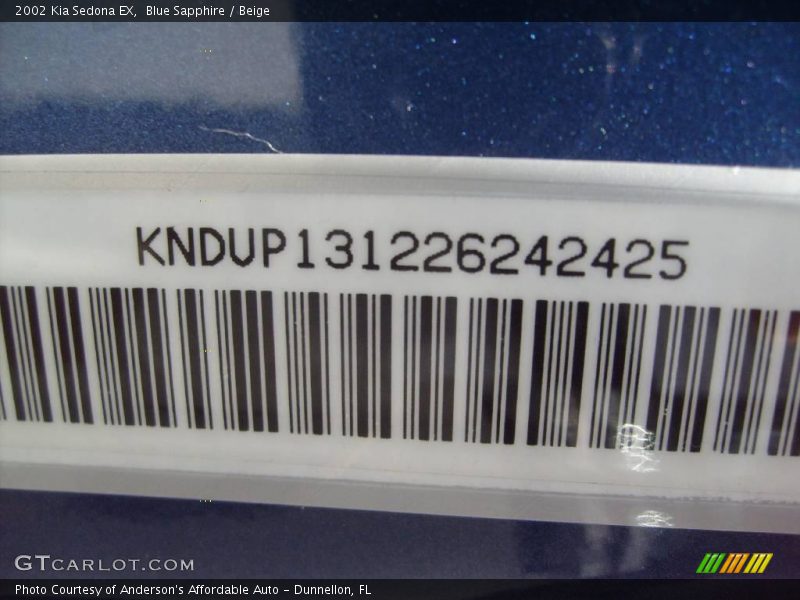 2002 Kia Sedona EX,  Blue Sapphire / Beige
KNDUP131226242425
GTCARLOT.COM
Photo Courtesy of Anderson's Affordable Auto – Dunnellon, FL